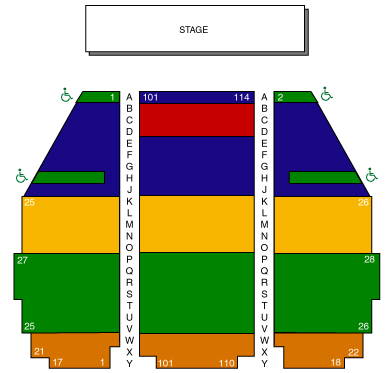 STAGE
1 A 101 114 A 2
B B
C C
D D
E E
F F
G G
H H
J J
25 K K 26
L L
M M
N N
O O
27 P P 28
Q Q
R R
S S
T T
U U
25 V V 26
W W
21 X X 22
17 1 Y 101 110 Y 18